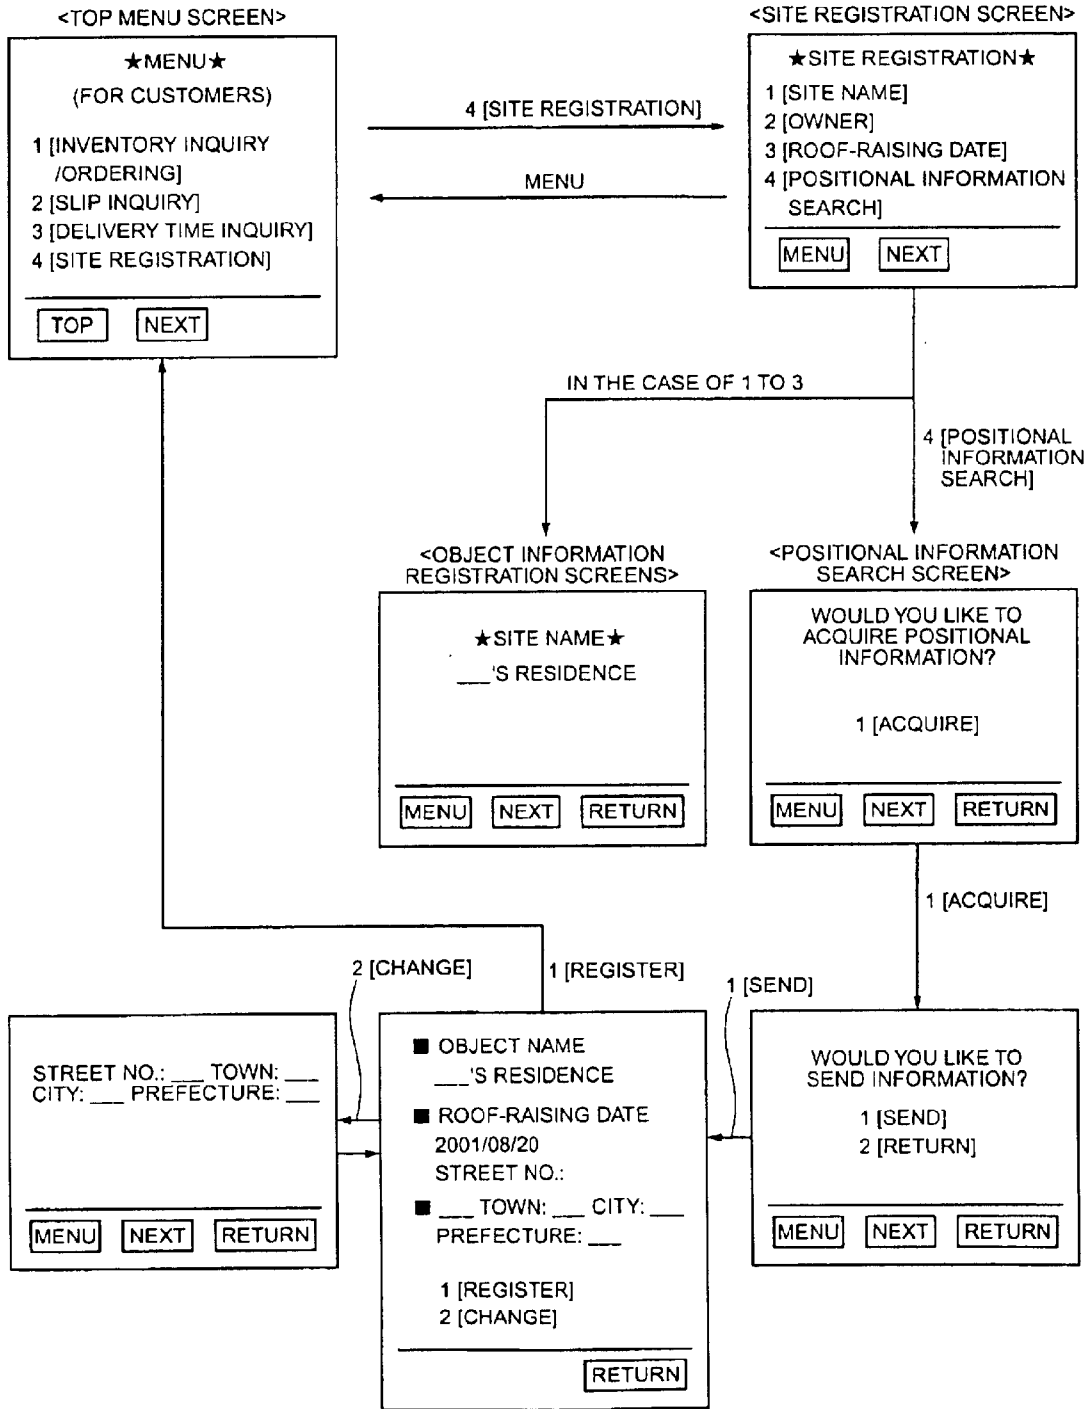 <TOP MENU SCREEN>
★MENU★
(FOR CUSTOMERS)
1 [INVENTORY INQUIRY
/ORDERING]
2 [SLIP INQUIRY]
3 [DELIVERY TIME INQUIRY]
4 [SITE REGISTRATION]
TOP NEXT
4 [SITE REGISTRATION]
MENU
<SITE REGISTRATION SCREEN>
★SITE REGISTRATION★
1 [SITE NAME]
2 [OWNER]
3 [ROOF-RAISING DATE]
4 [POSITIONAL INFORMATION
SEARCH]
MENU NEXT
IN THE CASE OF 1 TO 3
4 [POSITIONAL
INFORMATION
SEARCH]
<OBJECT INFORMATION
REGISTRATION SCREENS>
★SITE NAME★
___'S RESIDENCE
MENU NEXT RETURN
<POSITIONAL INFORMATION
SEARCH SCREEN>
WOULD YOU LIKE TO
ACQUIRE POSITIONAL
INFORMATION?
1 [ACQUIRE]
MENU NEXT RETURN
1 [ACQUIRE]
2 [CHANGE]
1 [REGISTER]
1 [SEND]
STREET NO.: ___ TOWN: ___
CITY: ___ PREFECTURE: ___
MENU NEXT RETURN
■ OBJECT NAME
___'S RESIDENCE
■ ROOF-RAISING DATE
2001/08/20
STREET NO.:
■ ___ TOWN: ___ CITY: ___
PREFECTURE: ___
1 [REGISTER]
2 [CHANGE]
RETURN
WOULD YOU LIKE TO
SEND INFORMATION?
1 [SEND]
2 [RETURN]
MENU NEXT RETURN